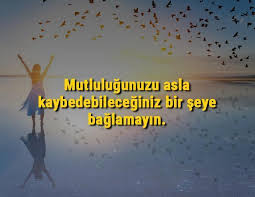 Mutluluğunuzu asla
kaybedebileceğiniz bir şeye
bağlamayın.